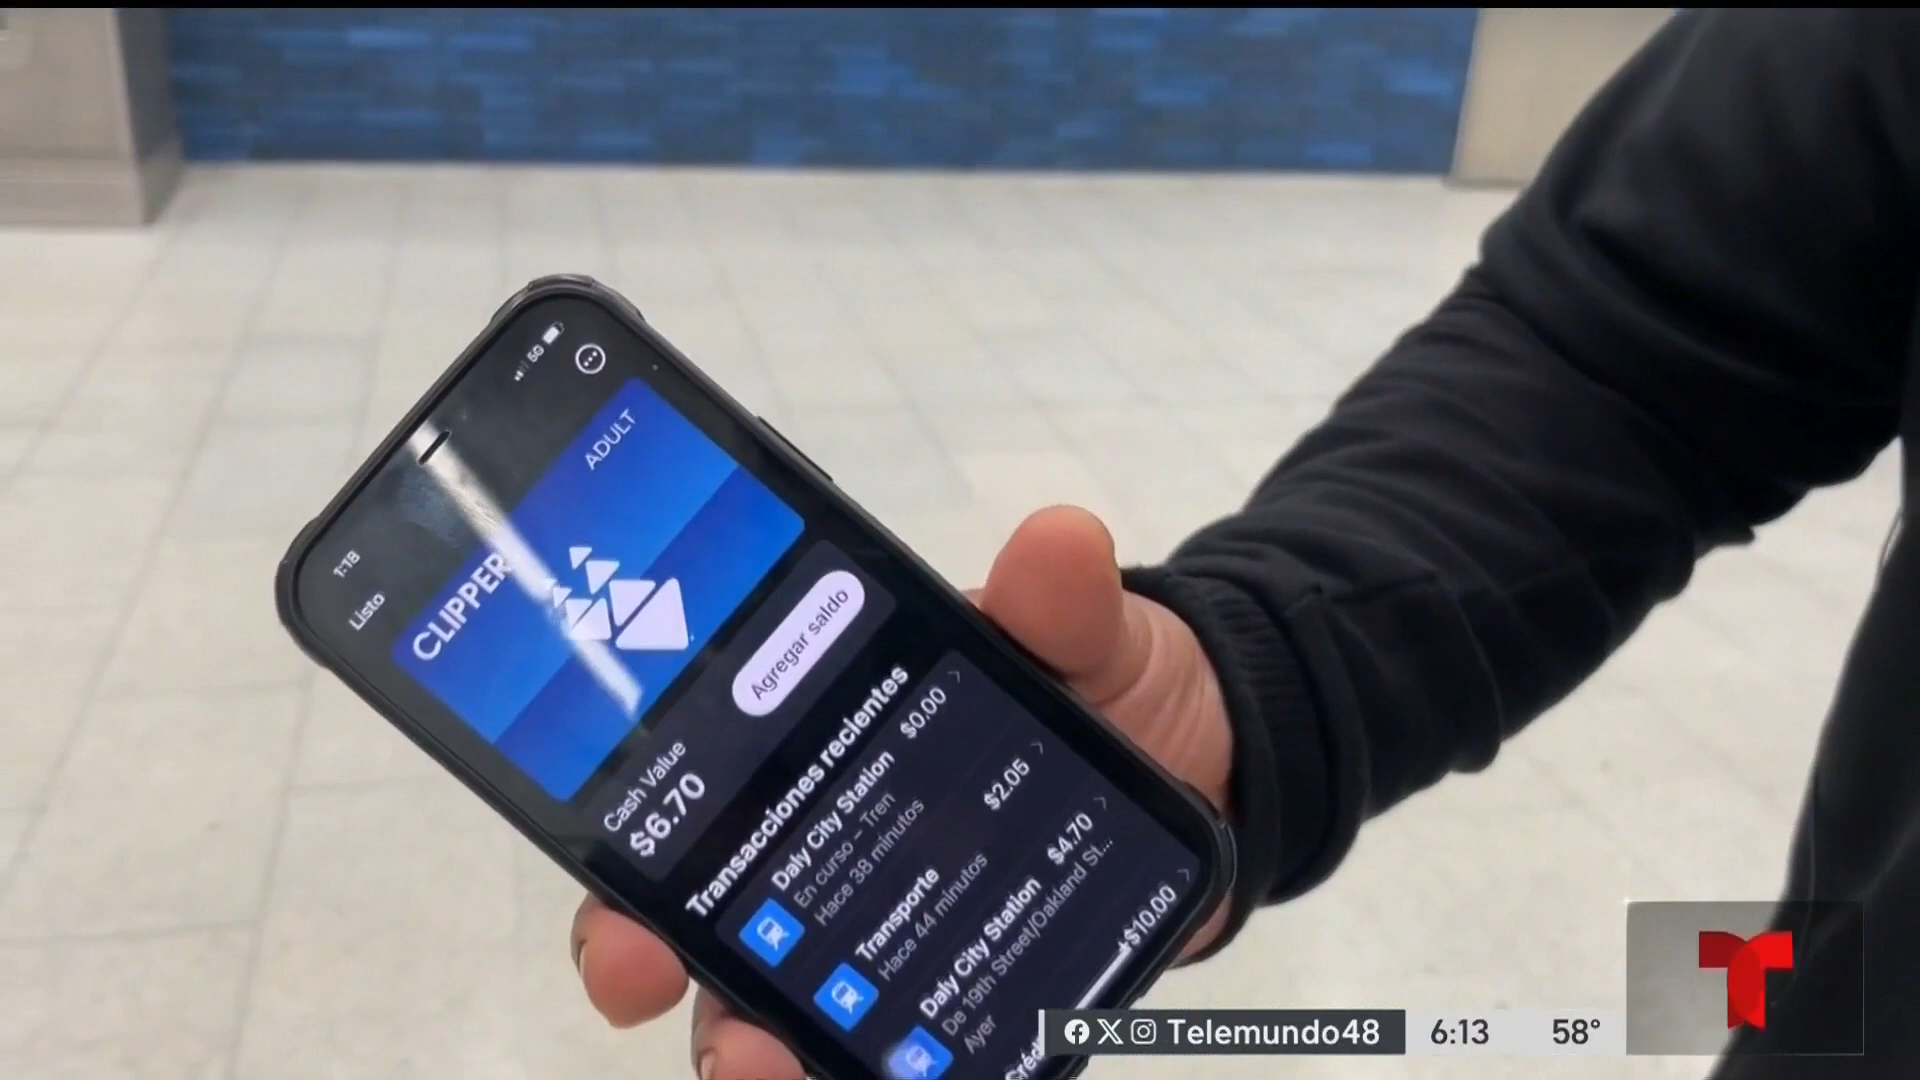 1:18
5G
Listo
CLIPPER
ADULT
Cash Value
$6.70
Agregar saldo
Transacciones recientes
Daly City Station $0.00
En curso – Tren
Hace 38 minutos
Transporte $2.05
Hace 44 minutos
Daly City Station $4.70
De 19th Street/Oakland St...
Ayer
+$10.00
Telemundo48 6:13 58°